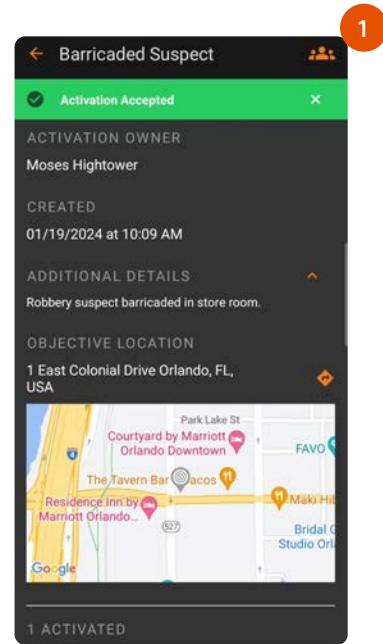 1
Barricaded Suspect
Activation Accepted
ACTIVATION OWNER
Moses Hightower
CREATED
01/19/2024 at 10:09 AM
ADDITIONAL DETAILS
Robbery suspect barricaded in store room.
OBJECTIVE LOCATION
1 East Colonial Drive Orlando, FL,
USA
Park Lake St
Courtyard by Marriott
Orlando Downtown
FAVO
4
The Tavern Bar
acos
Residence Inn by
Marriott Orlando...
Maki Hi
527
Bridal
Studio Orl
Google
1 ACTIVATED